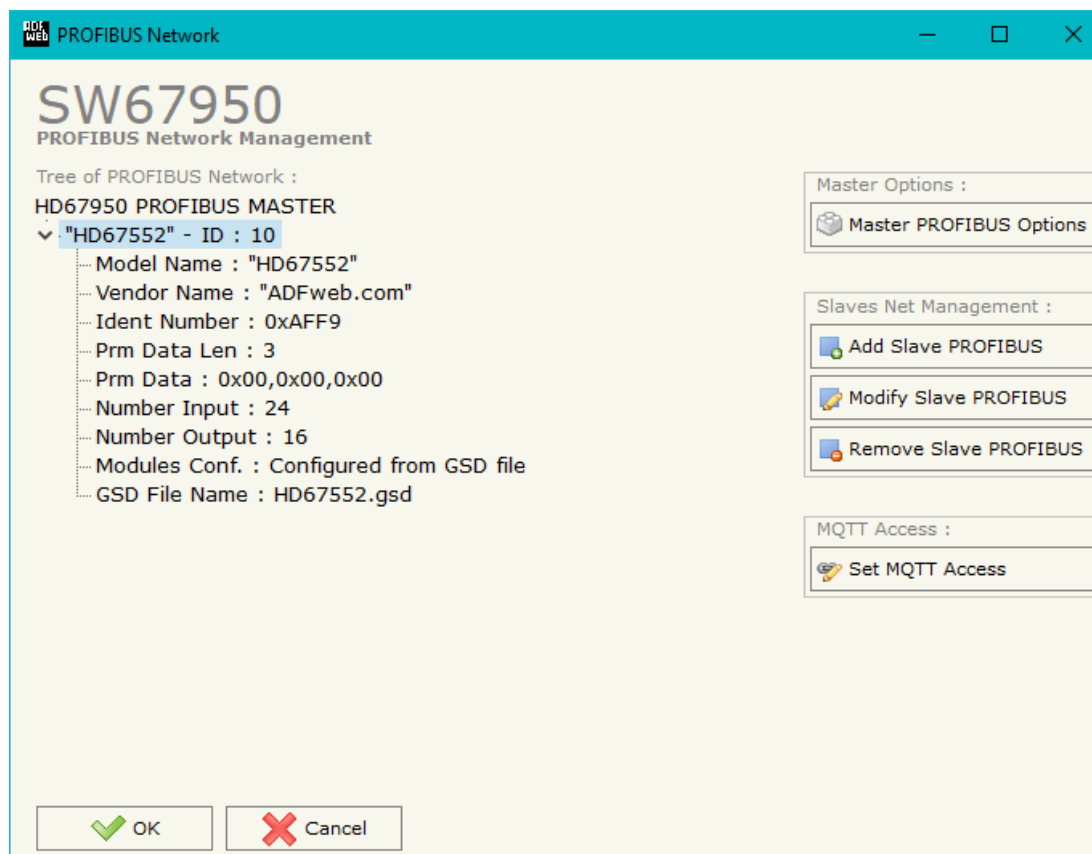 ADF
WEB
PROFIBUS Network
SW67950
PROFIBUS Network Management
Tree of PROFIBUS Network :
HD67950 PROFIBUS MASTER
"HD67552" - ID : 10
Model Name : "HD67552"
Vendor Name : "ADFweb.com"
Ident Number : 0xAFF9
Prm Data Len : 3
Prm Data : 0x00,0x00,0x00
Number Input : 24
Number Output : 16
Modules Conf. : Configured from GSD file
GSD File Name : HD67552.gsd
Master Options :
Master PROFIBUS Options
Slaves Net Management :
Add Slave PROFIBUS
Modify Slave PROFIBUS
Remove Slave PROFIBUS
MQTT Access :
Set MQTT Access
OK
Cancel